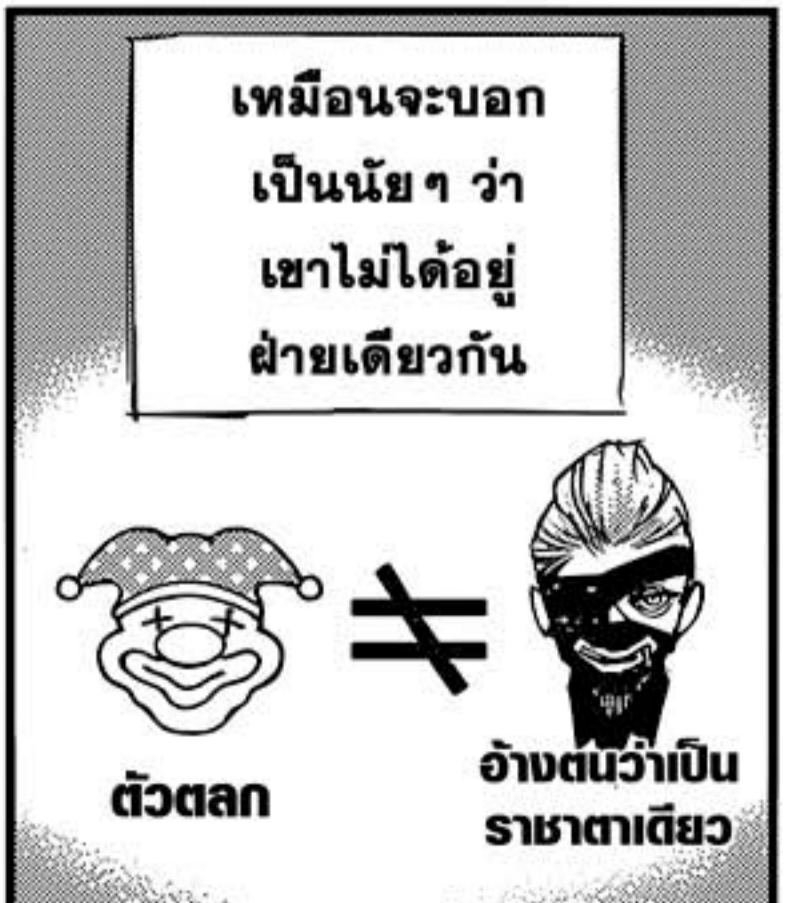 เหมือนจะบอก
เป็นนัยๆ ว่า
เขาไม่ได้อยู่
ฝ่ายเดียวกัน
ตัวตลก
อ้างตนว่าเป็น
ราชาตาเดียว